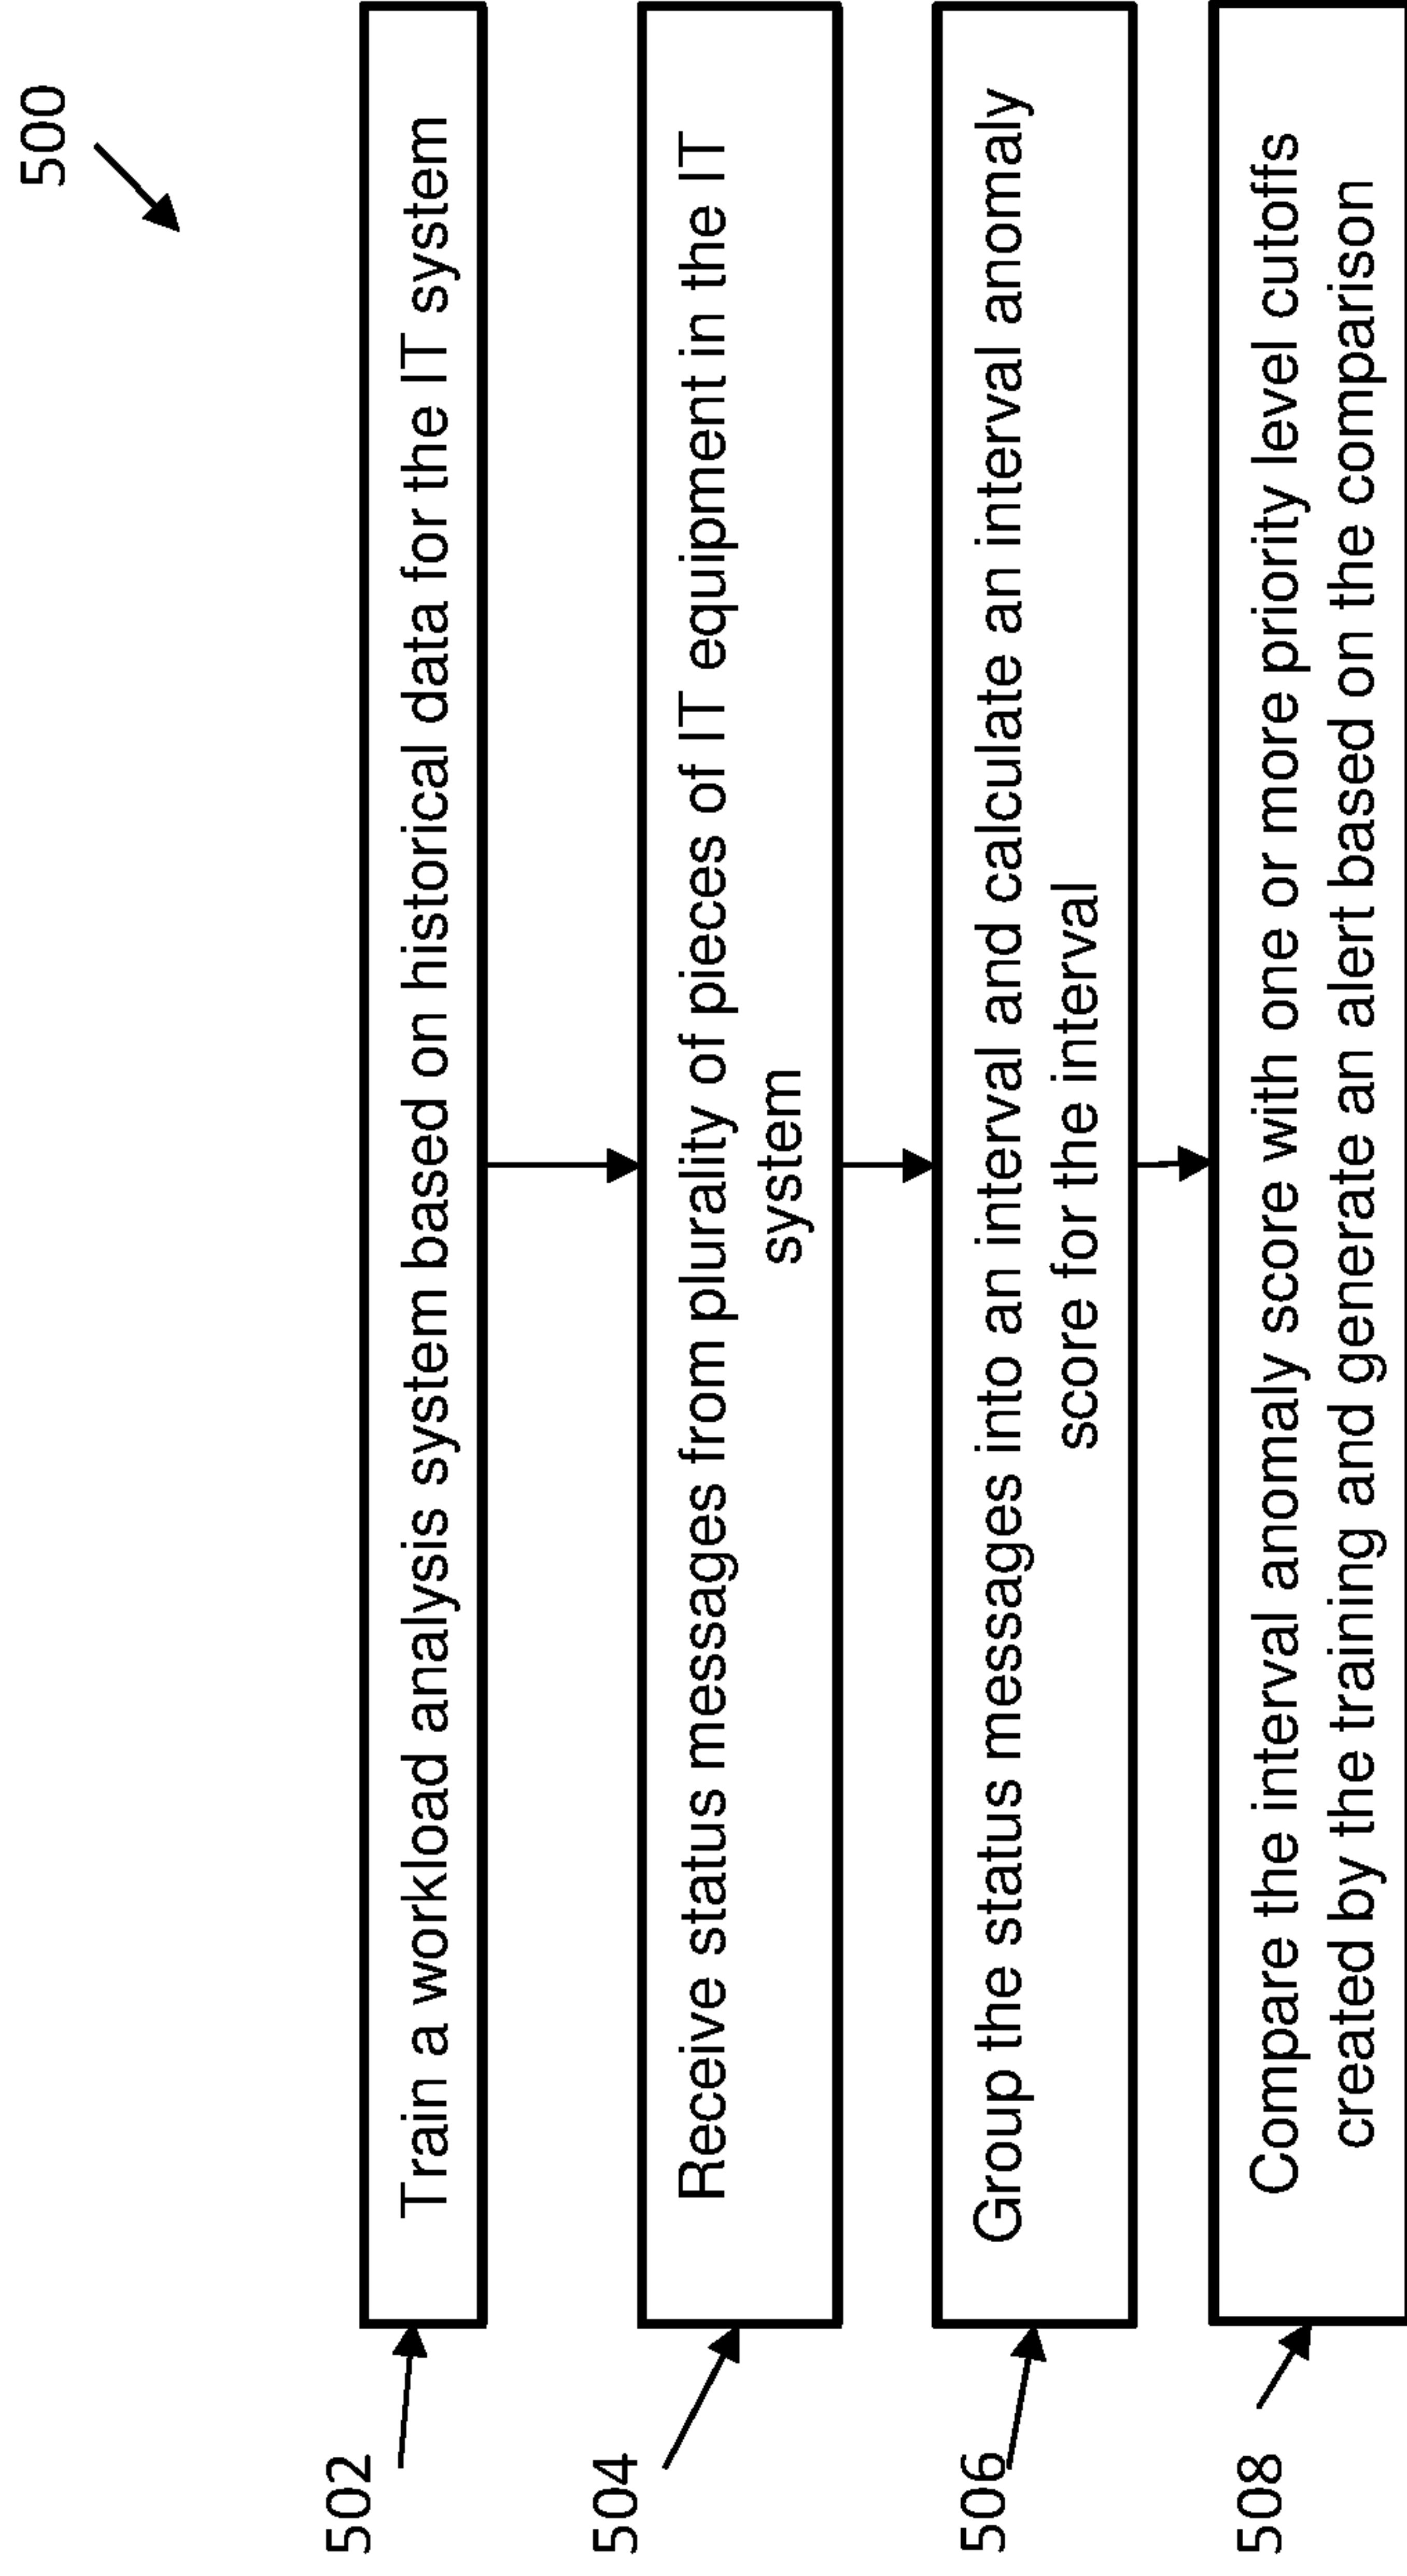 500
502
Train a workload analysis system based on historical data for the IT system
504
Receive status messages from plurality of pieces of IT equipment in the IT
system
506
Group the status messages into an interval and calculate an interval anomaly
score for the interval
508
Compare the interval anomaly score with one or more priority level cutoffs
created by the training and generate an alert based on the comparison